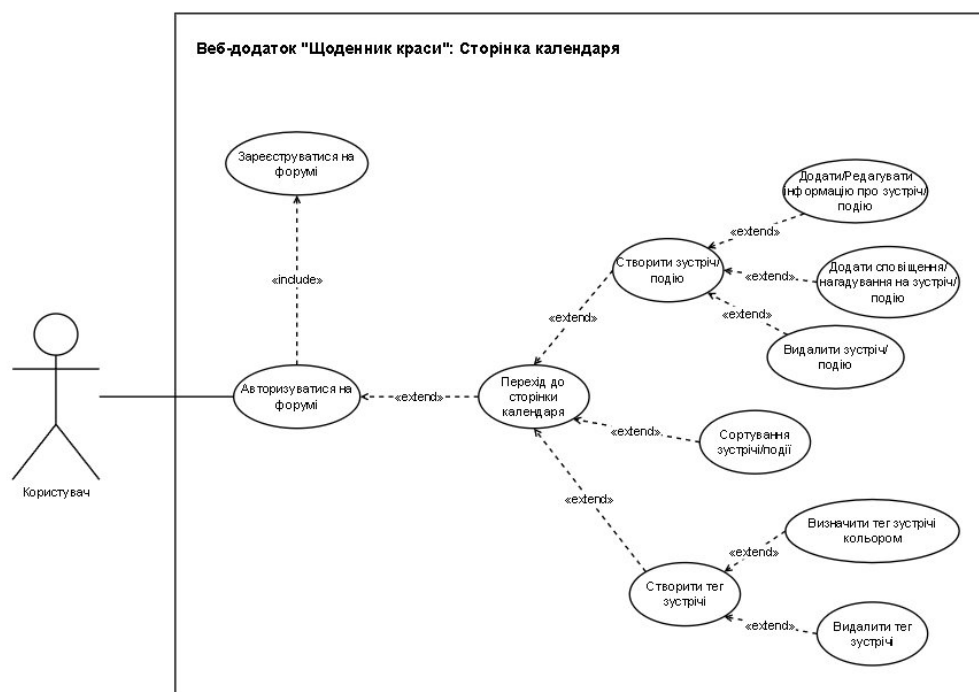 Веб-додаток "Щоденник краси": Сторінка календаря
Зареєструватися на
форумі
«include»
Авторизуватися на
форумі
Користувач
«extend»
Перехід до
сторінки
календаря
«extend»
Створити зустріч/
подію
«extend»
Додати/Редагувати
інформацію про зустріч/
подію
«extend»
Додати сповіщення/
нагадування на зустріч/
подію
«extend»
Видалити зустріч/
подію
«extend»
Сортування
зустрічі/події
«extend»
Створити тег
зустрічі
«extend»
Визначити тег зустрічі
кольором
«extend»
Видалити тег
зустрічі